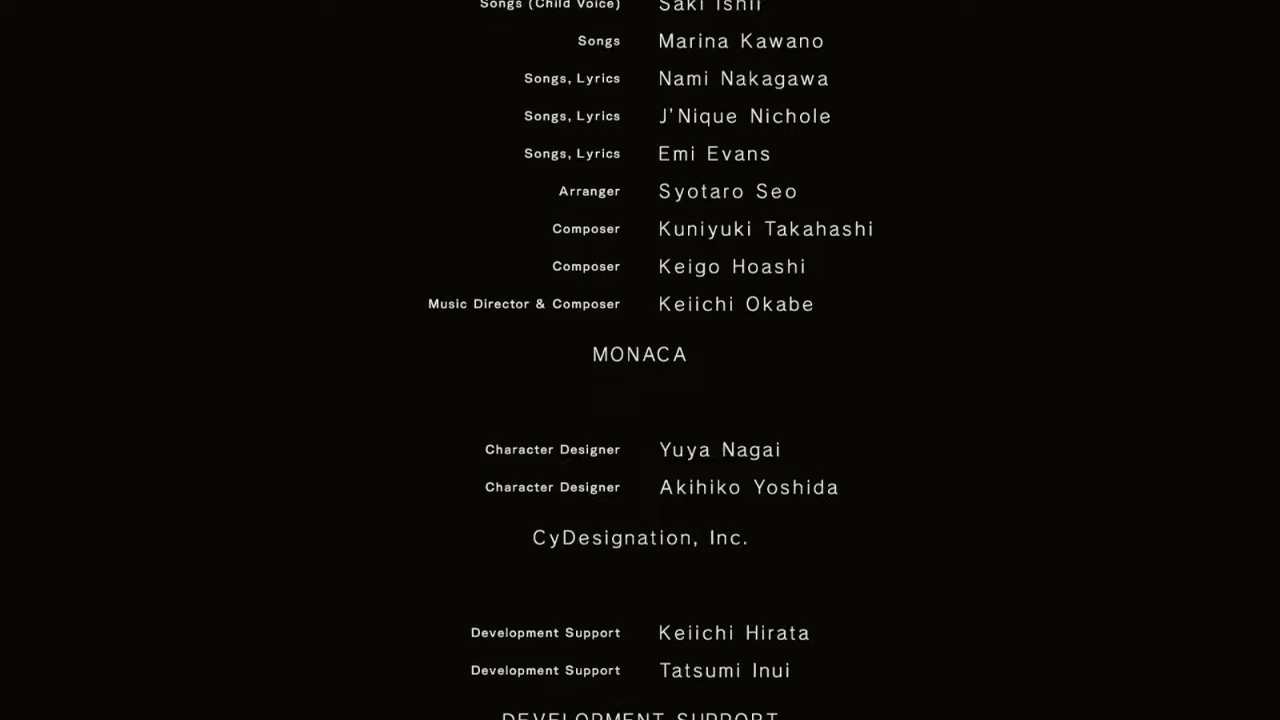 Songs (Child Voice) Saki Ishii
Songs Marina Kawano
Songs, Lyrics Nami Nakagawa
Songs, Lyrics J'Nique Nichole
Songs, Lyrics Emi Evans
Arranger Syotaro Seo
Composer Kuniyuki Takahashi
Composer Keigo Hoashi
Music Director & Composer Keiichi Okabe
MONACA
Character Designer Yuya Nagai
Character Designer Akihiko Yoshida
CyDesignation, Inc.
Development Support Keiichi Hirata
Development Support Tatsumi Inui
DEVELOPMENT SUPPORT